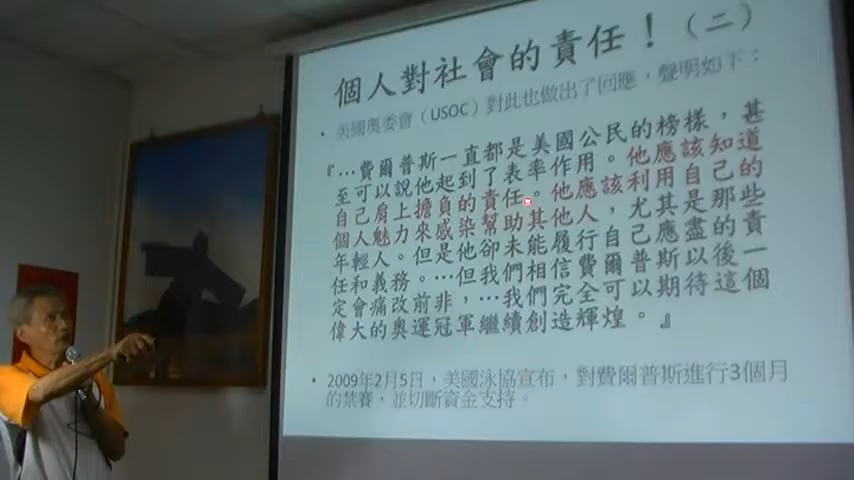 個人對社會的責任！（二）
• 美國奧委會（USOC）對此也做出了回應，聲明如下：
『…費爾普斯一直都是美國公民的榜樣，甚
至可以說他起到了表率作用。他應該知道
自己肩上擔負的責任。他應該利用自己的
個人魅力來感染幫助其他人，尤其是那些
年輕人。但是他卻未能履行自己應盡的責
任和義務。…但我們相信費爾普斯以後一
定會痛改前非，…我們完全可以期待這個
偉大的奧運冠軍繼續創造輝煌。』
• 2009年2月5日，美國泳協宣布，對費爾普斯進行3個月
的禁賽，並切斷資金支持。